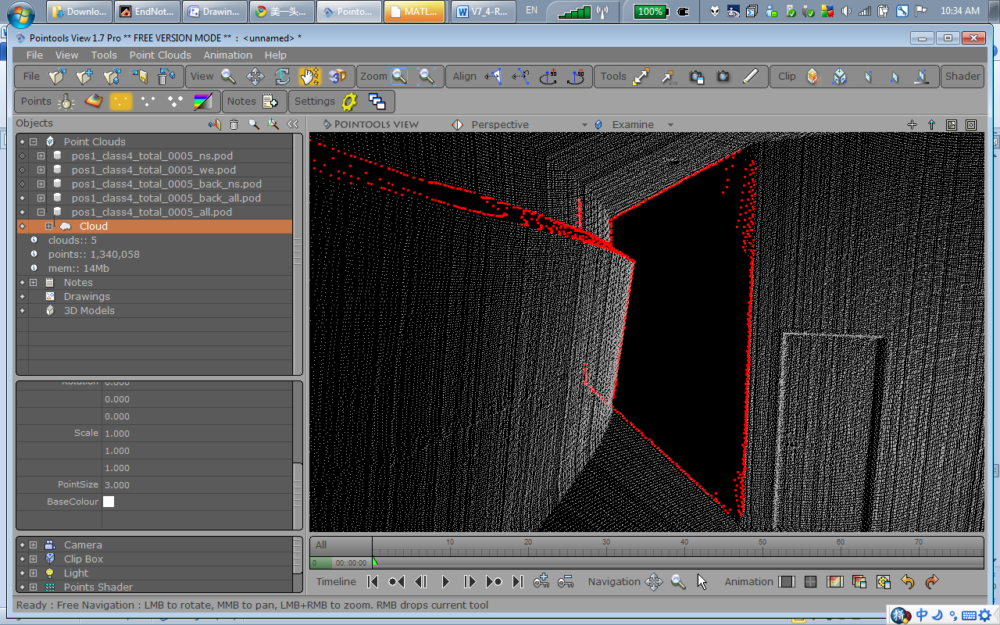 Downlo...
EndNot...
Drawin...
美一头...
Pointo...
MATL...
V7_4-R...
EN
100%
10:34 AM
Pointools View 1.7 Pro ** FREE VERSION MODE ** : <unnamed> *
File View Tools Point Clouds Animation Help
File View Zoom Align Tools Clip Shader
Points Notes Settings
Objects
POINTOOLS VIEW Perspective Examine
Point Clouds
pos1_class4_total_0005_ns.pod
pos1_class4_total_0005_we.pod
pos1_class4_total_0005_back_ns.pod
pos1_class4_total_0005_back_all.pod
pos1_class4_total_0005_all.pod
Cloud
clouds:: 5
points:: 1,340,058
mem:: 14Mb
Notes
Drawings
3D Models
Rotation 0.000
0.000
0.000
Scale 1.000
1.000
1.000
PointSize 3.000
BaseColour
Camera
Clip Box
Light
Points Shader
All 10 20 30 40 50 60 70
0 00::00:00
Timeline Navigation Animation
Ready : Free Navigation : LMB to rotate, MMB to pan, LMB+RMB to zoom. RMB drops current tool
中